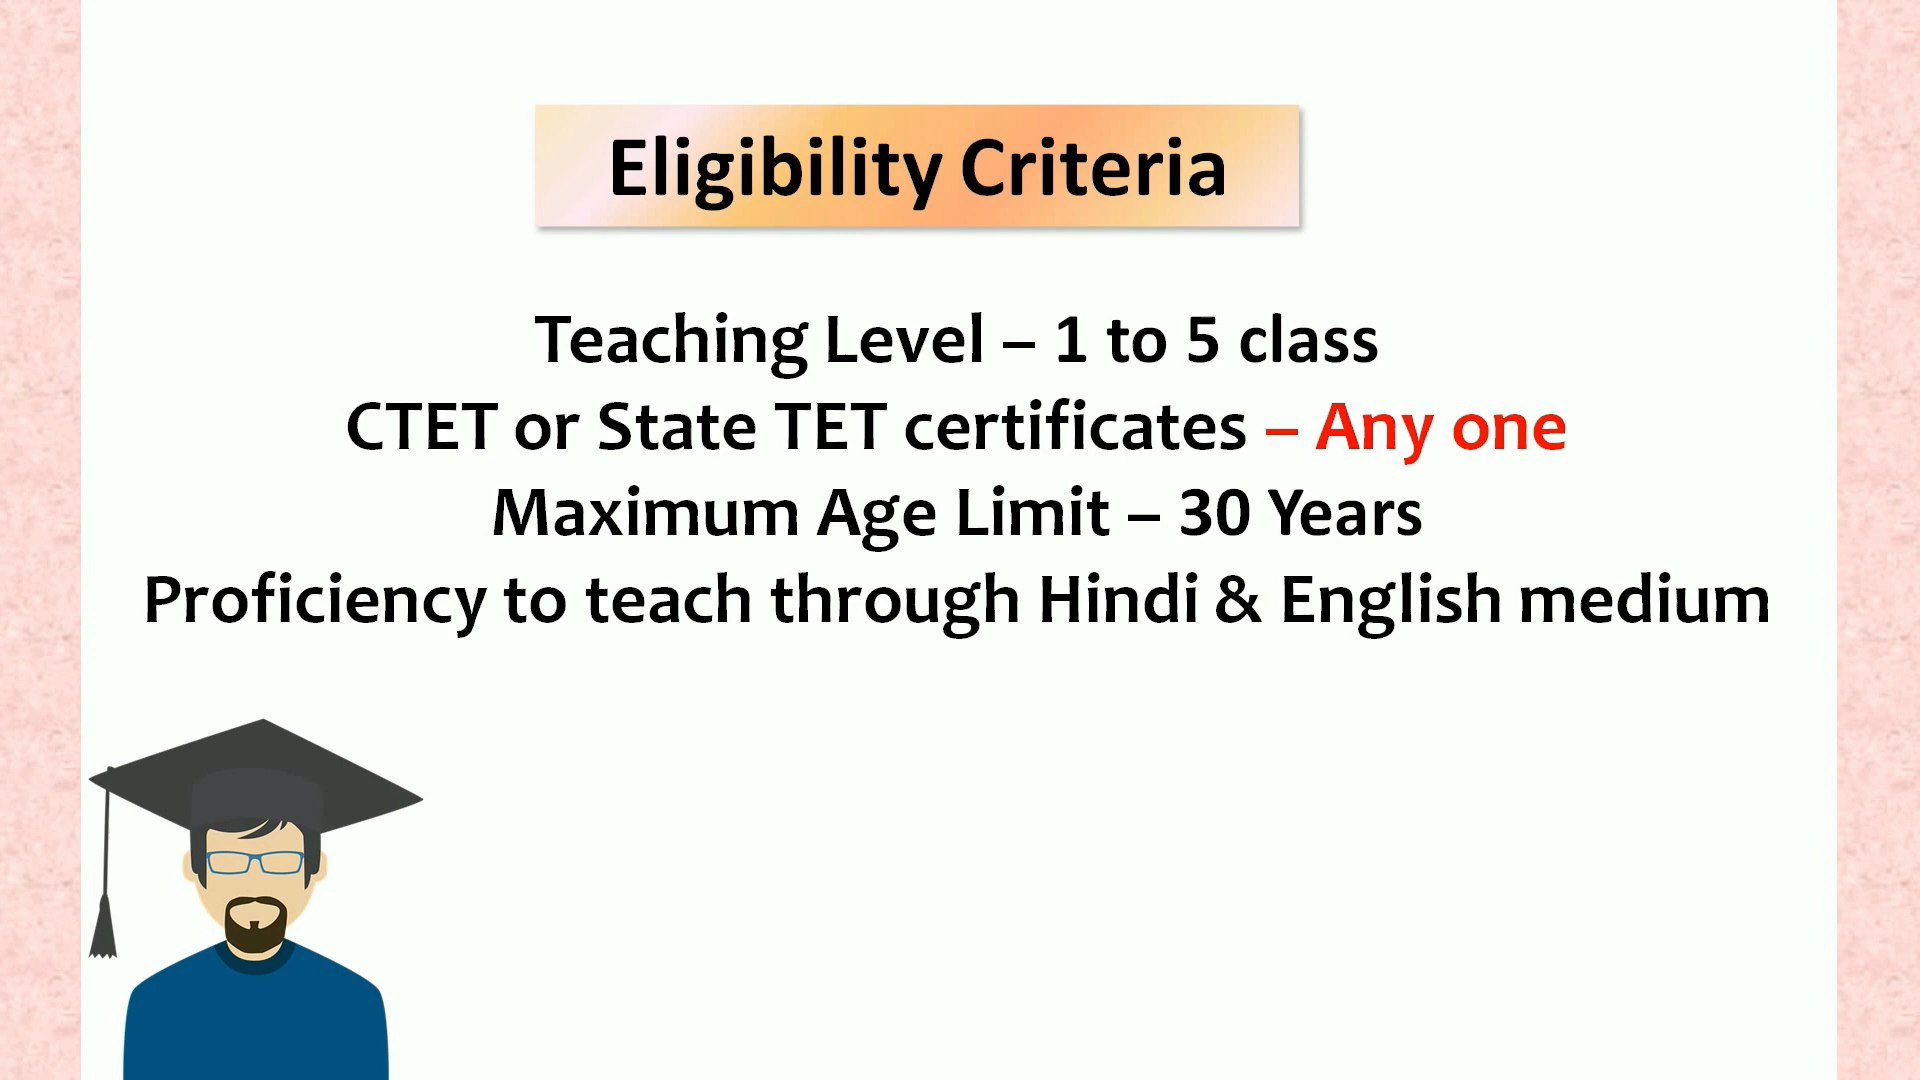 Eligibility Criteria
Teaching Level – 1 to 5 class
CTET or State TET certificates – Any one
Maximum Age Limit – 30 Years
Proficiency to teach through Hindi & English medium